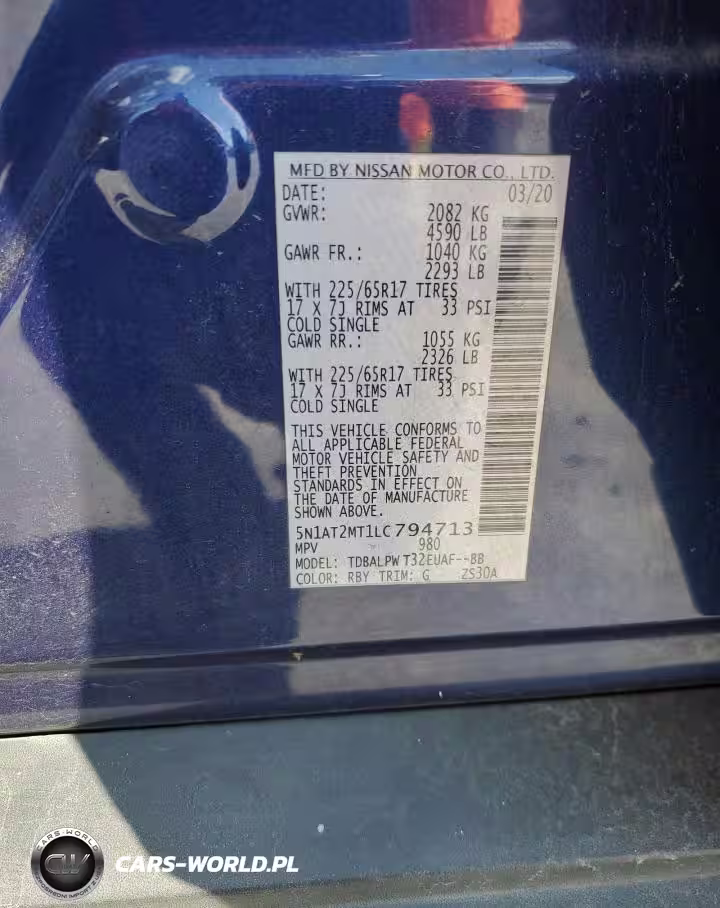 MFD BY NISSAN MOTOR CO., LTD.
DATE: 03/20
GVWR: 2082 KG
4590 LB
GAWR FR.: 1040 KG
2293 LB
WITH 225/65R17 TIRES
17 X 7J RIMS AT 33 PSI
COLD SINGLE
GAWR RR.: 1055 KG
2326 LB
WITH 225/65R17 TIRES
17 X 7J RIMS AT 33 PSI
COLD SINGLE
THIS VEHICLE CONFORMS TO
ALL APPLICABLE FEDERAL
MOTOR VEHICLE SAFETY AND
THEFT PREVENTION
STANDARDS IN EFFECT ON
THE DATE OF MANUFACTURE
SHOWN ABOVE.
5N1AT2MT1LC794713
MPV 980
MODEL: TDBALPW T32EUAF--BB
COLOR: RBY TRIM: G ZS30A
CARS-WORLD
CW
CARS-WORLD.PL